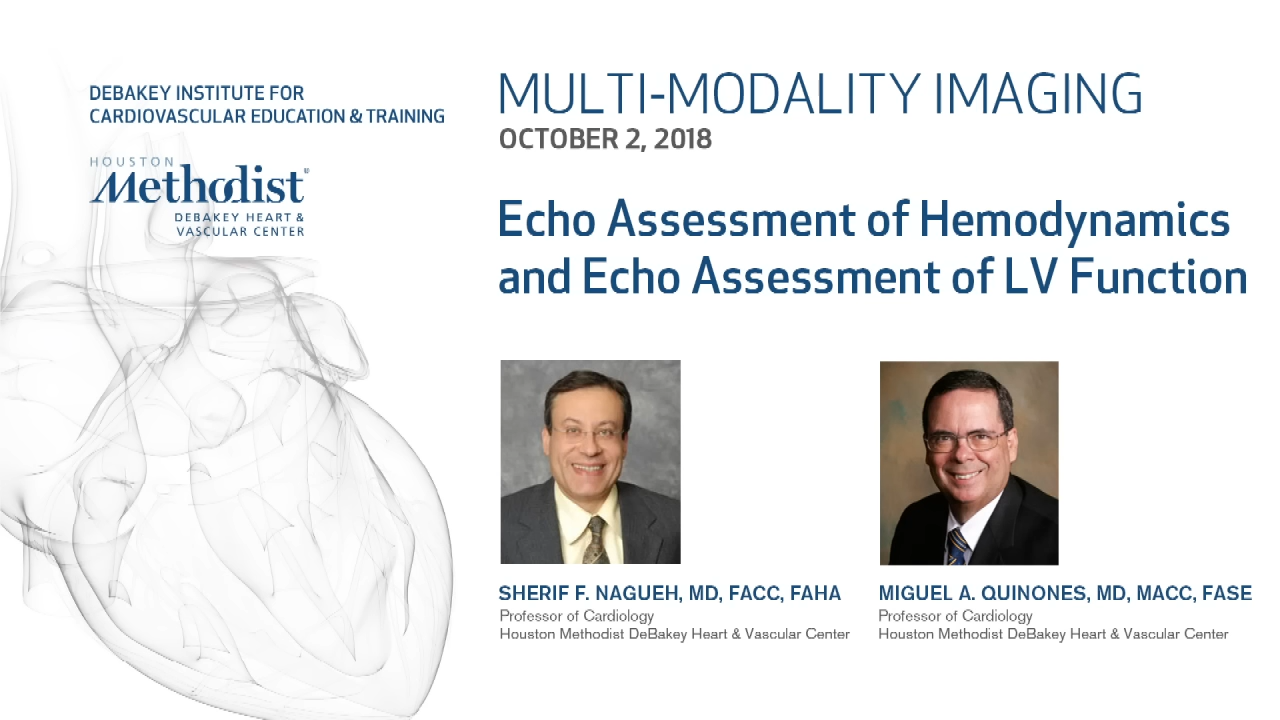 DEBAKEY INSTITUTE FOR
CARDIOVASCULAR EDUCATION & TRAINING
HOUSTON
Methodist®
DEBAKEY HEART &
VASCULAR CENTER
MULTI-MODALITY IMAGING
OCTOBER 2, 2018
Echo Assessment of Hemodynamics
and Echo Assessment of LV Function
SHERIF F. NAGUEH, MD, FACC, FAHA
Professor of Cardiology
Houston Methodist DeBakey Heart & Vascular Center
MIGUEL A. QUINONES, MD, MACC, FASE
Professor of Cardiology
Houston Methodist DeBakey Heart & Vascular Center